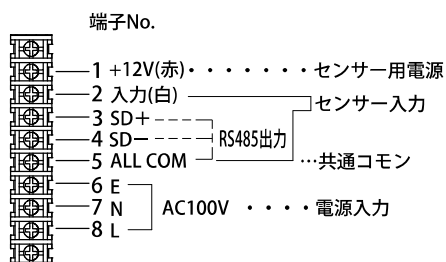 端子No.
1 +12V(赤)・・・・・・センサー用電源
2 入力(白)
センサー入力
3 SD+
4 SD−
RS485出力
5 ALL COM …共通コモン
6 E
7 N AC100V ・・・・電源入力
8 L